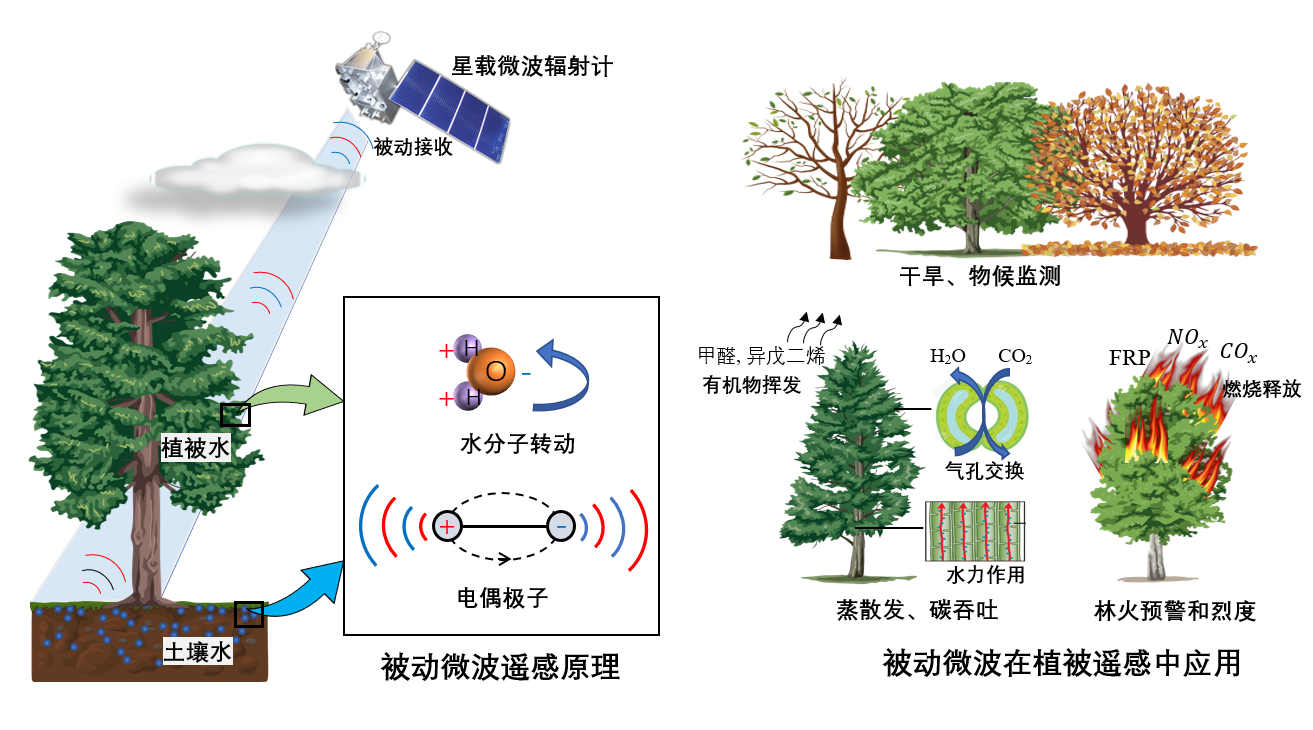 星载微波辐射计
被动接收
植被水
土壤水
+
H
O
-
+
H
水分子转动
+
-
电偶极子
被动微波遥感原理
干旱、物候监测
甲醛, 异戊二烯
有机物挥发
H₂O
CO₂
气孔交换
水力作用
蒸散发、碳吞吐
FRP
NOₓ
COₓ
燃烧释放
林火预警和烈度
被动微波在植被遥感中应用